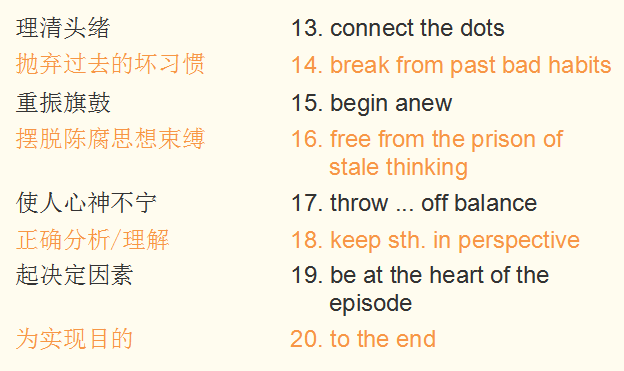 理清头绪 13. connect the dots
抛弃过去的坏习惯 14. break from past bad habits
重振旗鼓 15. begin anew
摆脱陈腐思想束缚 16. free from the prison of
stale thinking
使人心神不宁 17. throw ... off balance
正确分析/理解 18. keep sth. in perspective
起决定因素 19. be at the heart of the
episode
为实现目的 20. to the end